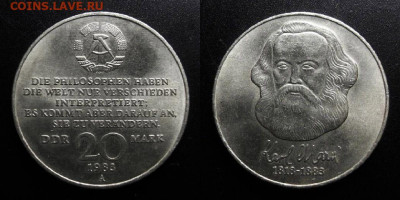 COINS.LAVE.RU
DIE PHILOSOPHEN HABEN
DIE WELT NUR VERSCHIEDEN
INTERPRETIERT;
ES KOMMT ABER DARAUF AN,
SIE ZU VERÄNDERN.
DDR 20 MARK
1983
A
Karl Marx
1818-1883